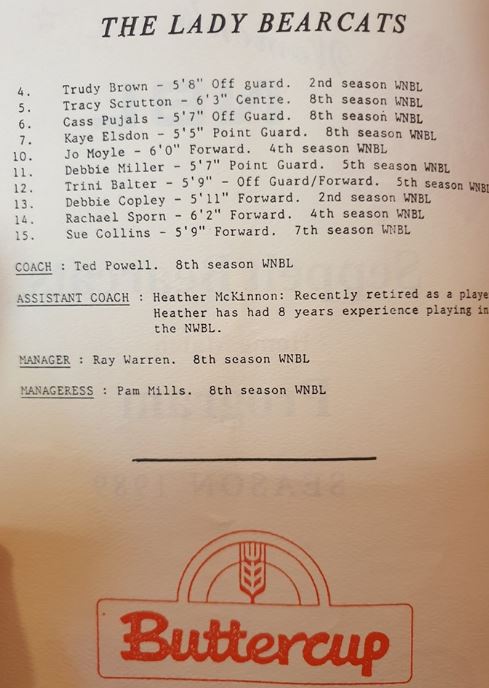 THE LADY BEARCATS
4. Trudy Brown - 5'8" Off guard. 2nd season WNBL
5. Tracy Scrutton - 6'3" Centre. 8th season WNBL
6. Cass Pujals - 5'7" Off Guard. 8th season WNBL
7. Kaye Elsdon - 5'5" Point Guard. 8th season WNBL
10. Jo Moyle - 6'0" Forward. 4th season WNBL
11. Debbie Miller - 5'7" Point Guard. 5th season WNBL
12. Trini Balter - 5'9" - Off Guard/Forward. 5th season WNBL
13. Debbie Copley - 5'11" Forward. 2nd season WNBL
14. Rachael Sporn - 6'2" Forward. 4th season WNBL
15. Sue Collins - 5'9" Forward. 7th season WNBL
COACH : Ted Powell. 8th season WNBL
ASSISTANT COACH : Heather McKinnon: Recently retired as a playe
Heather has had 8 years experience playing in
the NWBL.
MANAGER : Ray Warren. 8th season WNBL
MANAGERESS : Pam Mills. 8th season WNBL
SEASON 1989
Buttercup